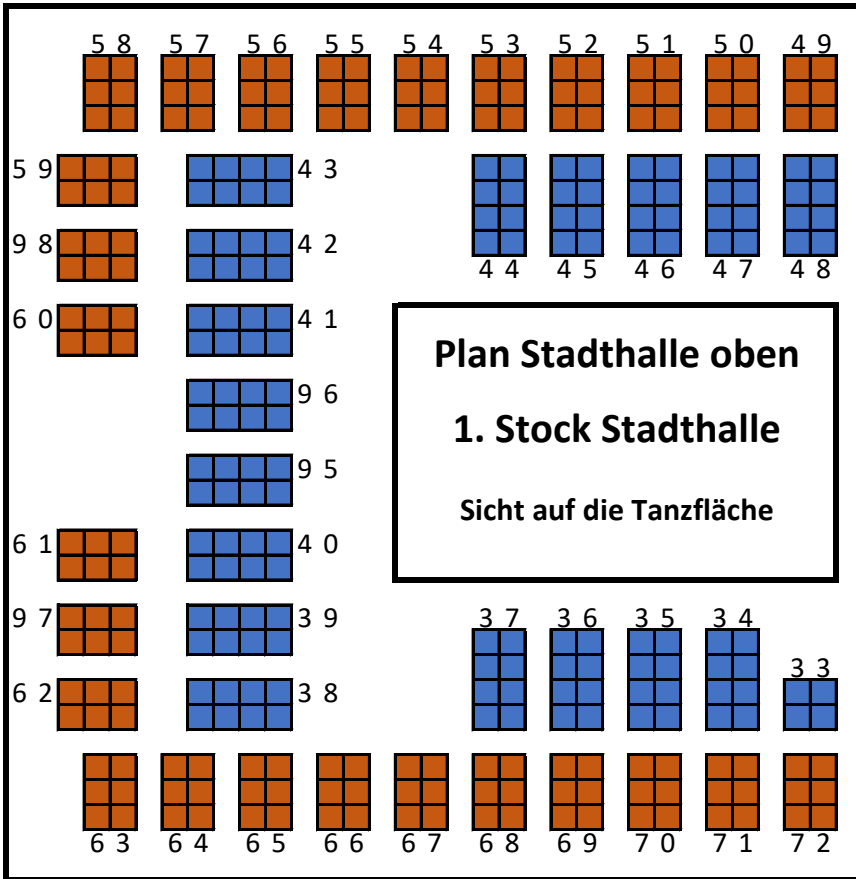 58 57 56 55 54 53 52 51 50 49
59 43
98 42
44 45 46 47 48
60 41
Plan Stadthalle oben
96
1. Stock Stadthalle
95
Sicht auf die Tanzfläche
61 40
97 39
37 36 35 34
33
62 38
63 64 65 66 67 68 69 70 71 72